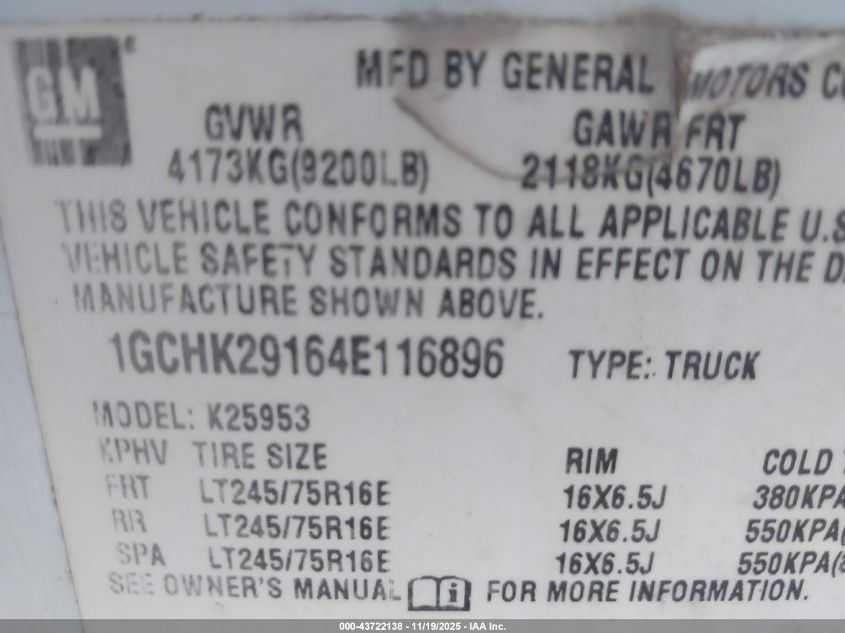 GM
MFD BY GENERAL MOTORS CO
GVWR GAWR FRT
4173KG(9200LB) 2118KG(4670LB)
THIS VEHICLE CONFORMS TO ALL APPLICABLE U.S
VEHICLE SAFETY STANDARDS IN EFFECT ON THE DA
MANUFACTURE SHOWN ABOVE.
1GCHK29164E116896 TYPE: TRUCK
MODEL: K25953
KPHV TIRE SIZE RIM COLD
FRT LT245/75R16E 16X6.5J 380KPA
RR LT245/75R16E 16X6.5J 550KPA(
SPA LT245/75R16E 16X6.5J 550KPA(8
SEE OWNER'S MANUAL i FOR MORE INFORMATION.
000-43722138 - 11/19/2025 - IAA Inc.